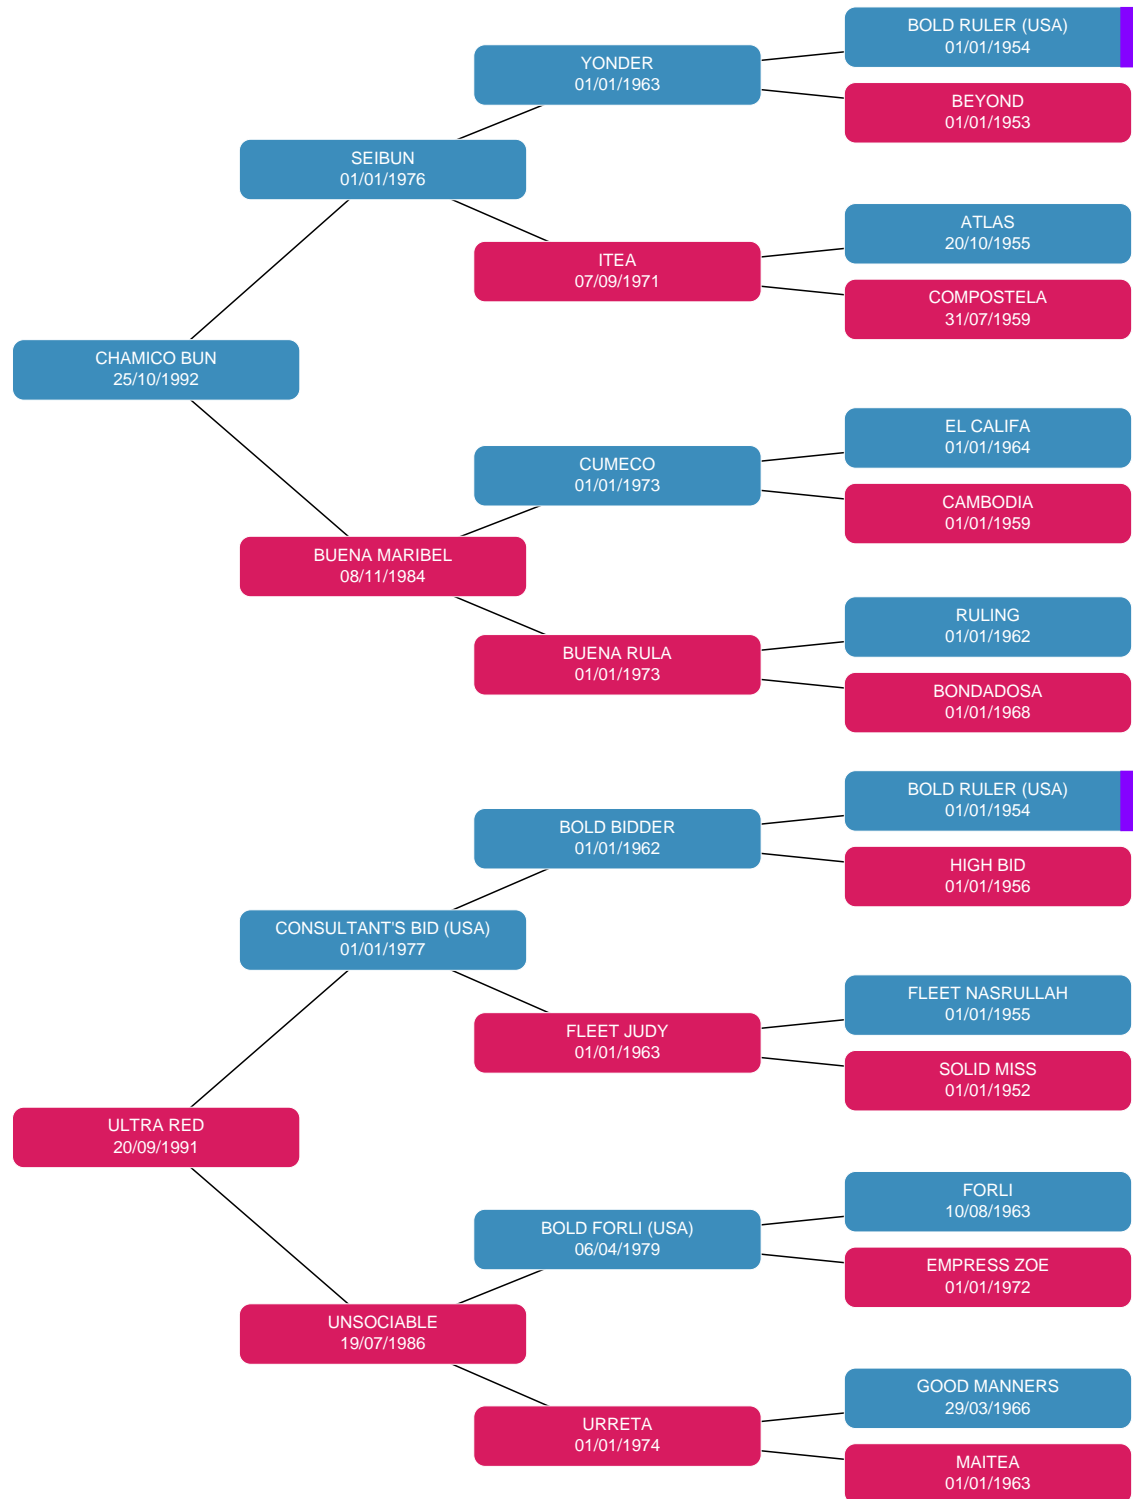 BOLD RULER (USA)
01/01/1954
YONDER
01/01/1963
BEYOND
01/01/1953
SEIBUN
01/01/1976
ATLAS
20/10/1955
ITEA
07/09/1971
COMPOSTELA
31/07/1959
CHAMICO BUN
25/10/1992
EL CALIFA
01/01/1964
CUMECO
01/01/1973
CAMBODIA
01/01/1959
BUENA MARIBEL
08/11/1984
RULING
01/01/1962
BUENA RULA
01/01/1973
BONDADOSA
01/01/1968
BOLD RULER (USA)
01/01/1954
BOLD BIDDER
01/01/1962
HIGH BID
01/01/1956
CONSULTANT'S BID (USA)
01/01/1977
FLEET NASRULLAH
01/01/1955
FLEET JUDY
01/01/1963
SOLID MISS
01/01/1952
ULTRA RED
20/09/1991
FORLI
10/08/1963
BOLD FORLI (USA)
06/04/1979
EMPRESS ZOE
01/01/1972
UNSOCIABLE
19/07/1986
GOOD MANNERS
29/03/1966
URRETA
01/01/1974
MAITEA
01/01/1963